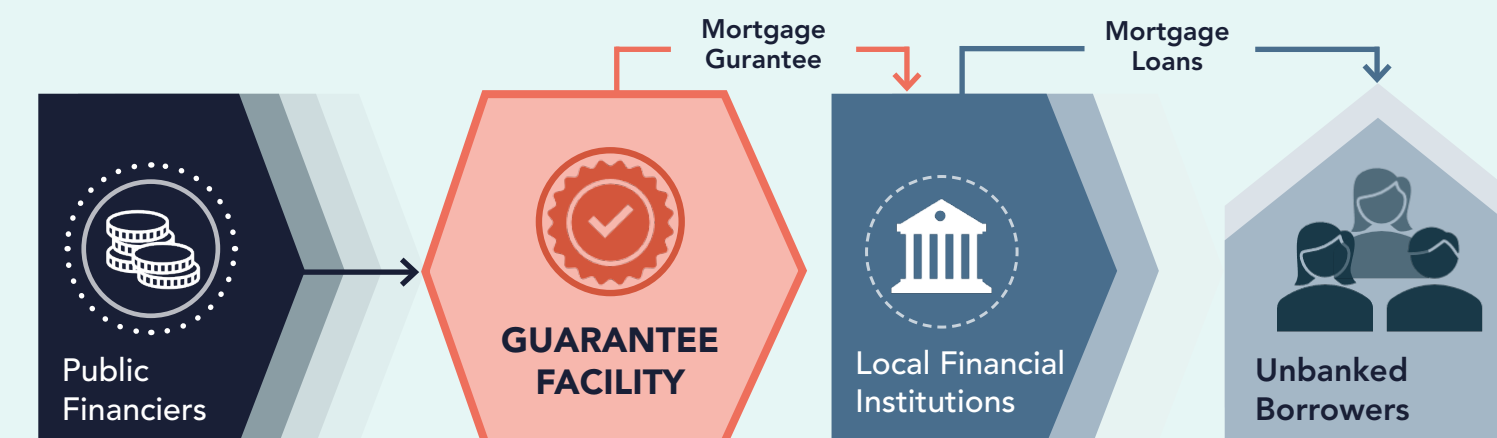 Mortgage
Gurantee
Mortgage
Loans
Public
Financiers
GUARANTEE
FACILITY
Local Financial
Institutions
Unbanked
Borrowers